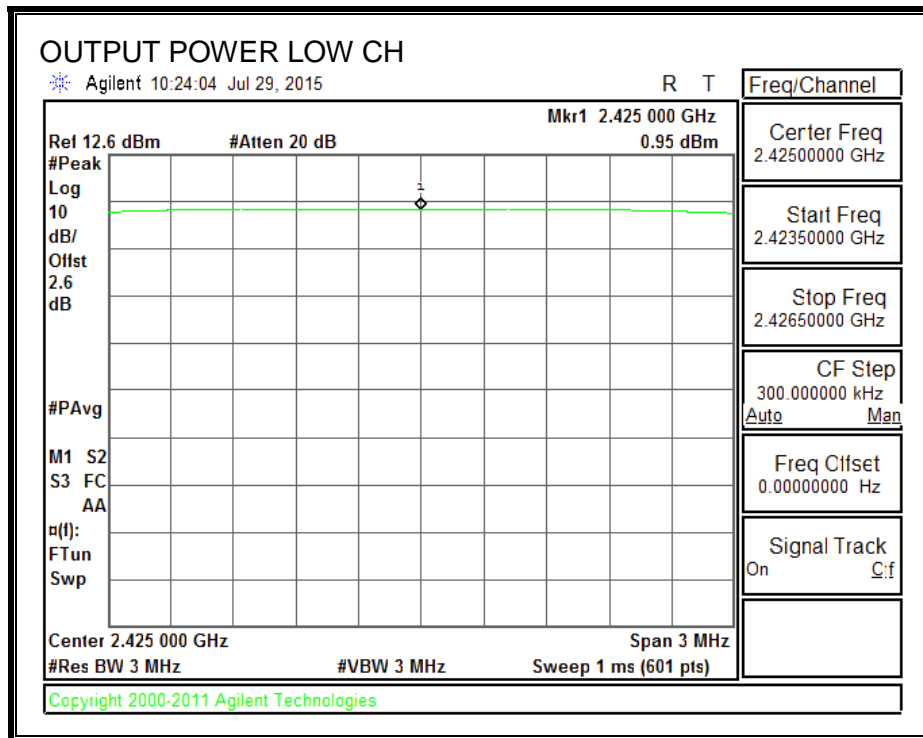 OUTPUT POWER LOW CH
Agilent 10:24:04 Jul 29, 2015
R T
Freq/Channel
Mkr1 2.425 000 GHz
Ref 12.6 dBm #Atten 20 dB 0.95 dBm
#Peak
Log
10
dB/
Offst
2.6
dB
1
#PAvg
M1 S2
S3 FC
AA
¤(f):
FTun
Swp
Center 2.425 000 GHz Span 3 MHz
#Res BW 3 MHz #VBW 3 MHz Sweep 1 ms (601 pts)
Copyright 2000-2011 Agilent Technologies
Center Freq
2.42500000 GHz
Start Freq
2.42350000 GHz
Stop Freq
2.42650000 GHz
CF Step
300.000000 kHz
Auto Man
Freq Offset
0.00000000 Hz
Signal Track
On Off